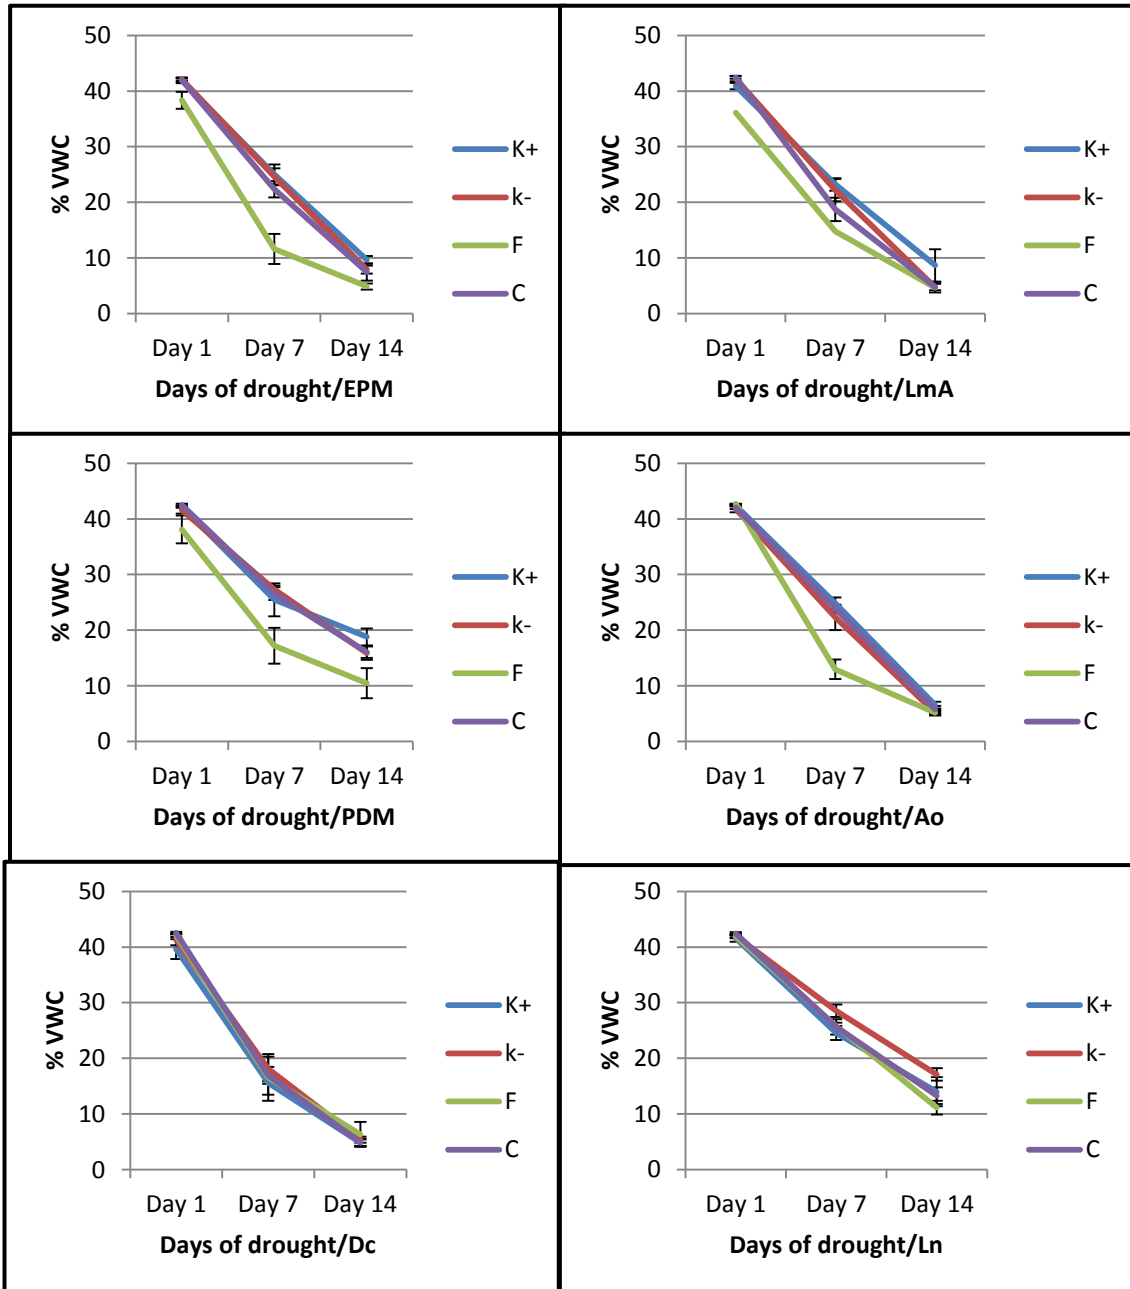 50
40
30
20
10
0
% VWC
Day 1 Day 7 Day 14
Days of drought/EPM
K+
k-
F
C
50
40
30
20
10
0
% VWC
Day 1 Day 7 Day 14
Days of drought/LmA
K+
k-
F
C
50
40
30
20
10
0
% VWC
Day 1 Day 7 Day 14
Days of drought/PDM
K+
k-
F
C
50
40
30
20
10
0
% VWC
Day 1 Day 7 Day 14
Days of drought/Ao
K+
k-
F
C
50
40
30
20
10
0
% VWC
Day 1 Day 7 Day 14
Days of drought/Dc
K+
k-
F
C
50
40
30
20
10
0
% VWC
Day 1 Day 7 Day 14
Days of drought/Ln
K+
k-
F
C